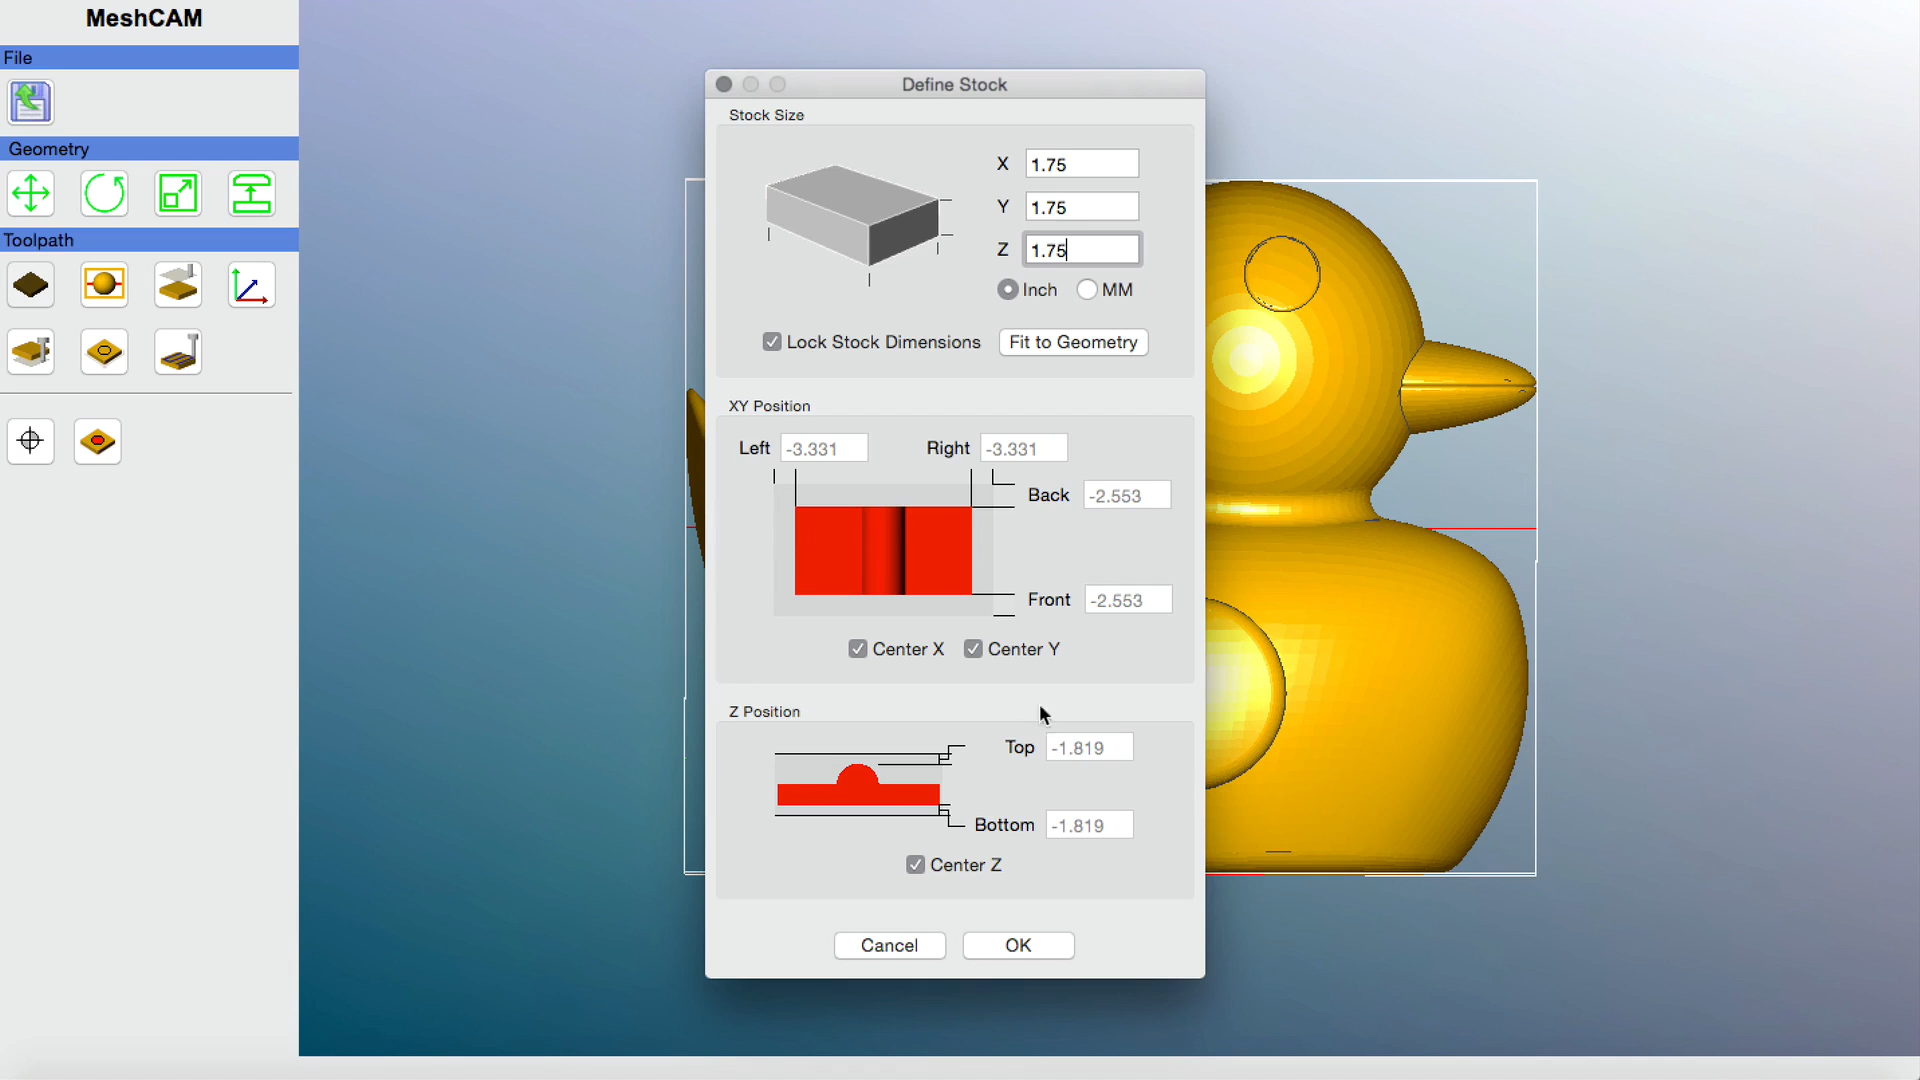 MeshCAM
File
Geometry
Toolpath
Define Stock
Stock Size
X 1.75
Y 1.75
Z 1.75
Inch MM
Lock Stock Dimensions Fit to Geometry
XY Position
Left -3.331 Right -3.331
Back -2.553
Front -2.553
Center X Center Y
Z Position
Top -1.819
Bottom -1.819
Center Z
Cancel OK